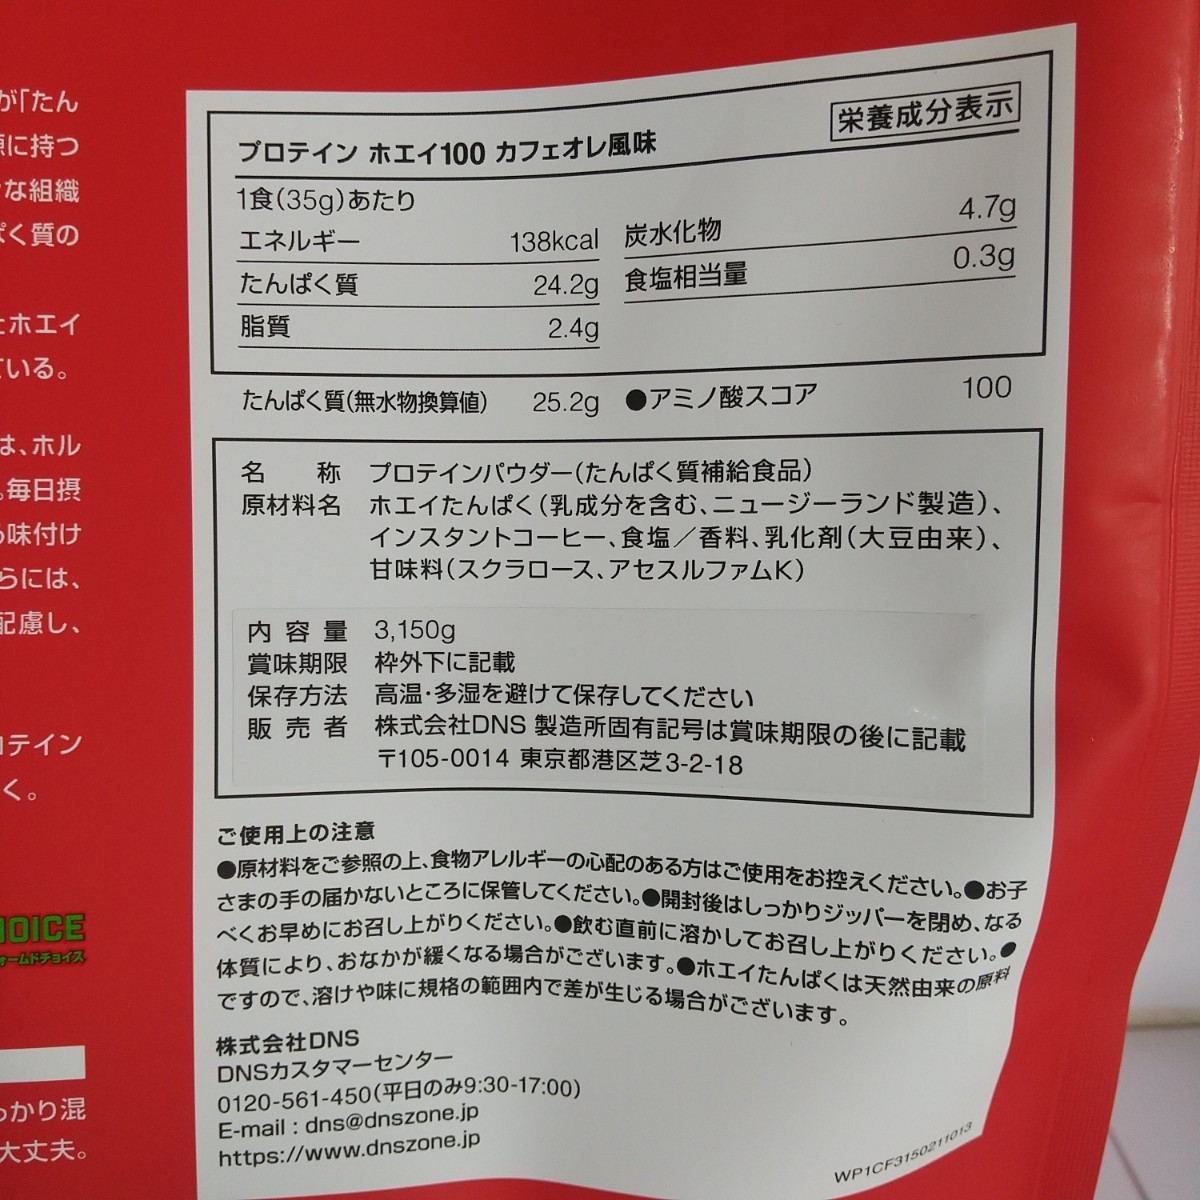 が「たん
に持つ
な組織
ぱく質の
ホエイ
ている。
は、ホル
。毎日摂
味付け
らには、
配慮し、
ロテイン
く。
HOICE
ォームドチョイス
っかり混
大丈夫。
栄養成分表示
プロテイン ホエイ100 カフェオレ風味
1食(35g)あたり
エネルギー 138kcal
たんぱく質 24.2g
脂質 2.4g
炭水化物 4.7g
食塩相当量 0.3g
たんぱく質(無水物換算値) 25.2g ●アミノ酸スコア 100
名 称 プロテインパウダー(たんぱく質補給食品)
原材料名 ホエイたんぱく(乳成分を含む、ニュージーランド製造)、
インスタントコーヒー、食塩／香料、乳化剤(大豆由来)、
甘味料(スクラロース、アセスルファムK)
内容量 3,150g
賞味期限 枠外下に記載
保存方法 高温・多湿を避けて保存してください
販売者 株式会社DNS 製造所固有記号は賞味期限の後に記載
〒105-0014 東京都港区芝3-2-18
ご使用上の注意
●原材料をご参照の上、食物アレルギーの心配のある方はご使用をお控えください。●お子
さまの手の届かないところに保管してください。●開封後はしっかりジッパーを閉め、なる
べくお早めにお召し上がりください。●飲む直前に溶かしてお召し上がりください。●
体質により、おなかが緩くなる場合がございます。●ホエイたんぱくは天然由来の原料
ですので、溶けや味に規格の範囲内で差が生じる場合がございます。
株式会社DNS
DNSカスタマーセンター
0120-561-450(平日のみ9:30-17:00)
E-mail : dns@dnszone.jp
https://www.dnszone.jp
WP1CF3150211013